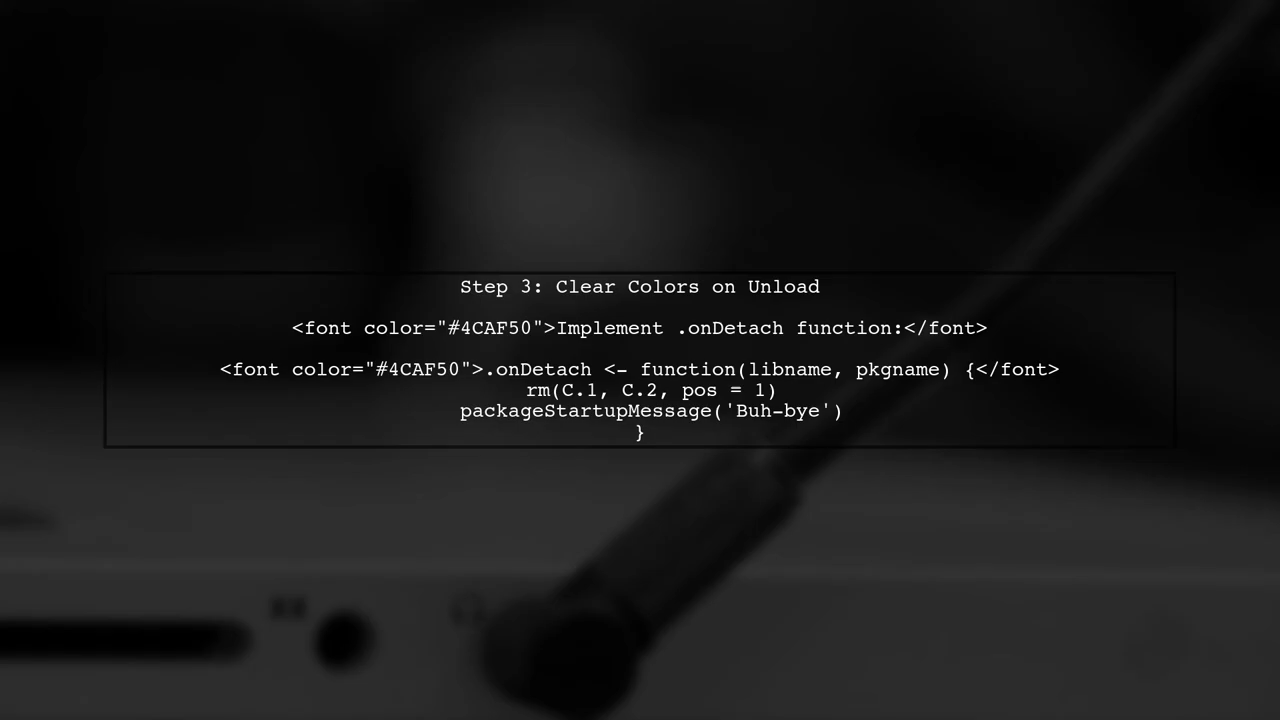 Step 3: Clear Colors on Unload
<font color="#4CAF50">Implement .onDetach function:</font>
<font color="#4CAF50">.onDetach <- function(libname, pkgname) {</font>
rm(C.1, C.2, pos = 1)
packageStartupMessage('Buh-bye')
}